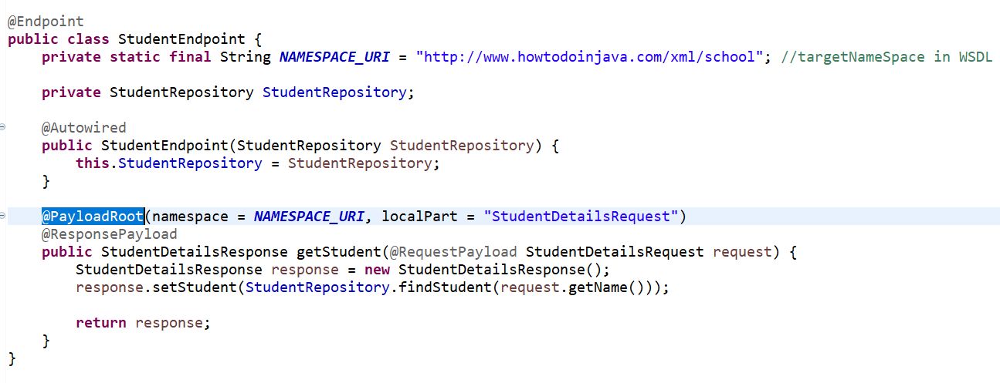 @Endpoint
public class StudentEndpoint {
    private static final String NAMESPACE_URI = "http://www.howtodoinjava.com/xml/school"; //targetNameSpace in WSDL
    private StudentRepository StudentRepository;
    @Autowired
    public StudentEndpoint(StudentRepository StudentRepository) {
        this.StudentRepository = StudentRepository;
    }
    @PayloadRoot(namespace = NAMESPACE_URI, localPart = "StudentDetailsRequest")
    @ResponsePayload
    public StudentDetailsResponse getStudent(@RequestPayload StudentDetailsRequest request) {
        StudentDetailsResponse response = new StudentDetailsResponse();
        response.setStudent(StudentRepository.findStudent(request.getName()));
        return response;
    }
}